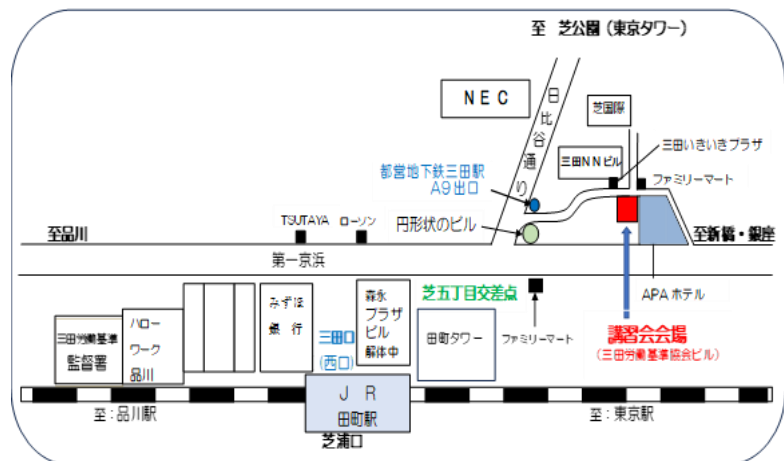 至 芝公園（東京タワー）
NEC
日比谷通り
芝国際
三田いきいきプラザ
三田NNビル
ファミリーマート
都営地下鉄三田駅
A9出口
TSUTAYA ローソン
円形状のビル
至品川
至新橋・銀座
第一京浜
APAホテル
芝五丁目交差点
三田労働基準
監督署
ハロー
ワーク
品川
みずほ
銀行
三田口
（西口）
森永
プラザ
ビル
解体中
田町タワー
ファミリーマート
講習会会場
（三田労働基準協会ビル）
JR
田町駅
至：品川駅
至：東京駅
芝浦口